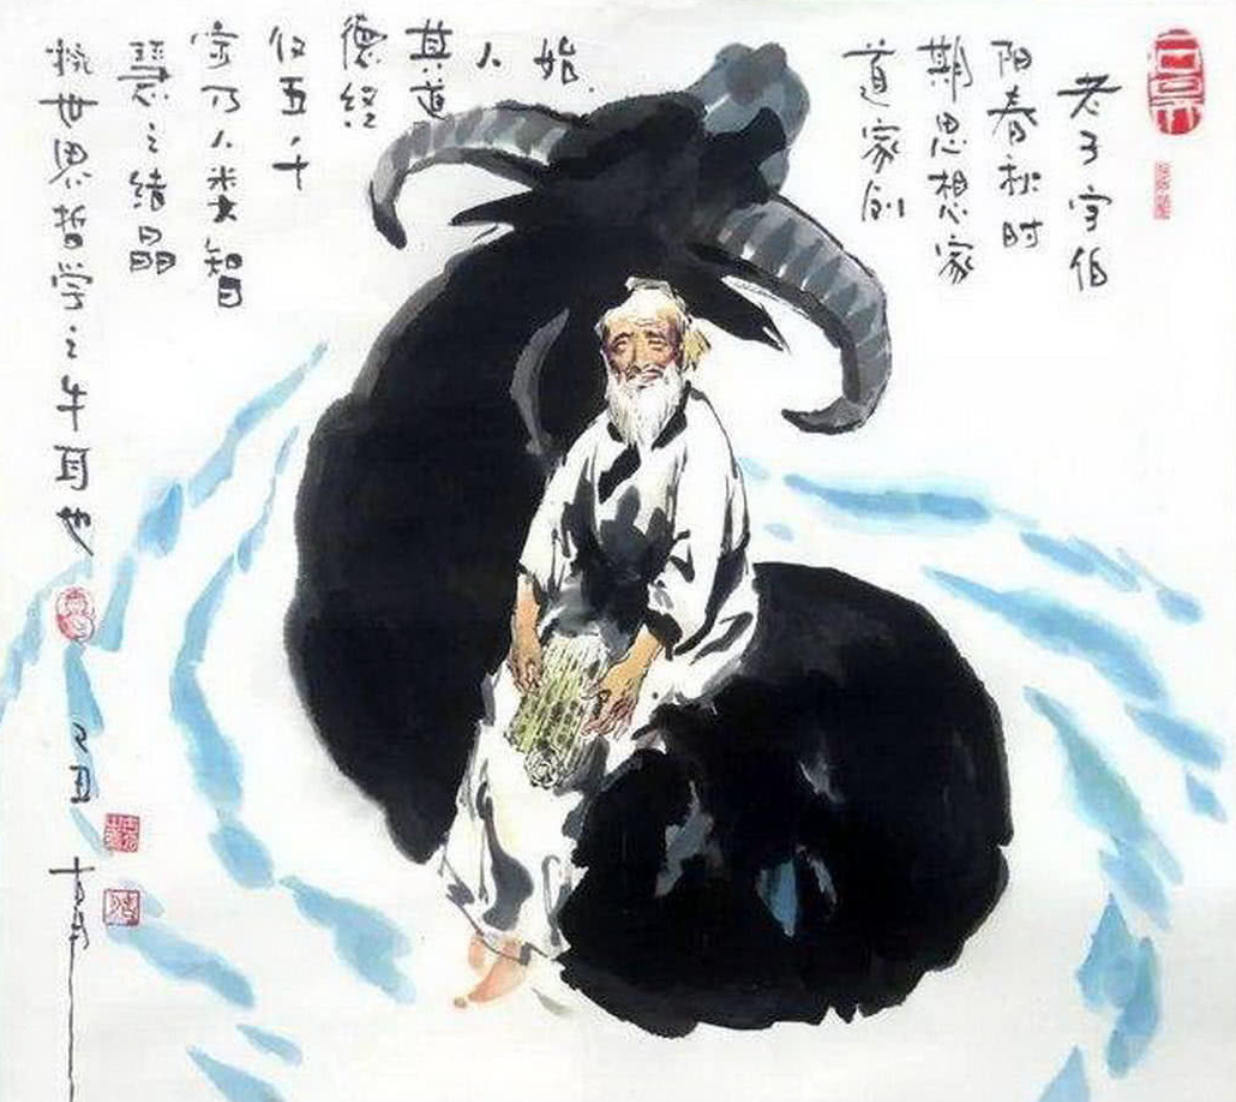 老子字伯
阳春秋时
期思想家
道家创
始
人
其道
德经
仅五千
字乃人类智
慧之结晶
执世界哲学之牛耳也
己丑